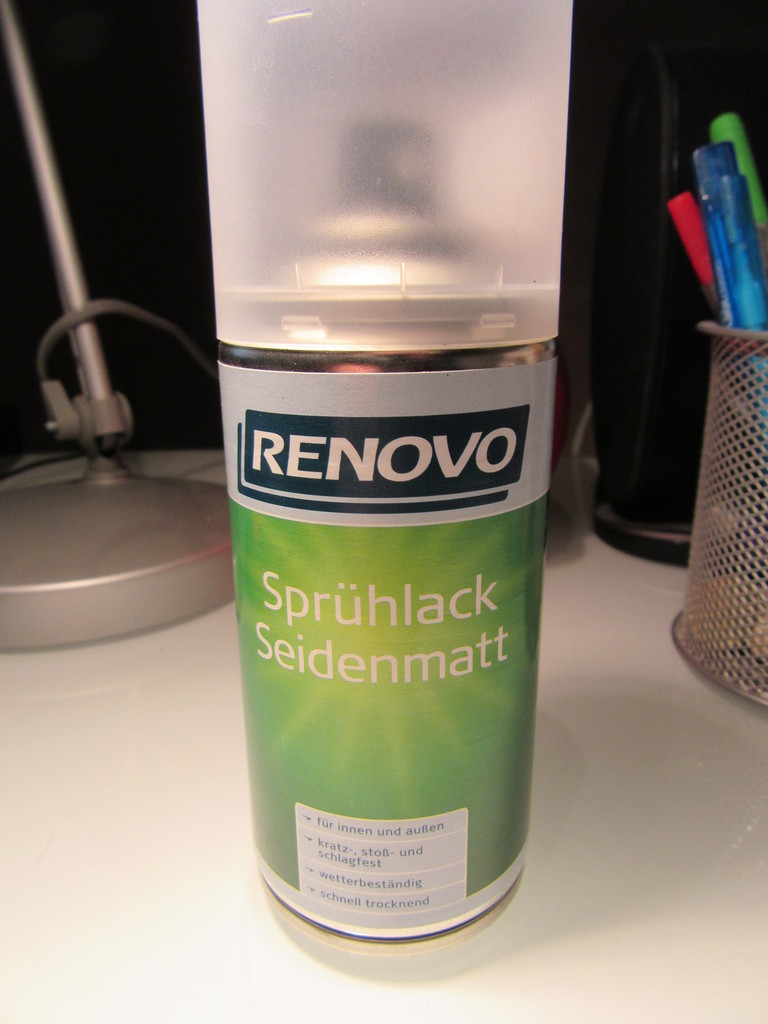 RENOVO
Sprühlack
Seidenmatt
für innen und außen
kratz-, stoß- und
schlagfest
wetterbeständig
schnell trocknend